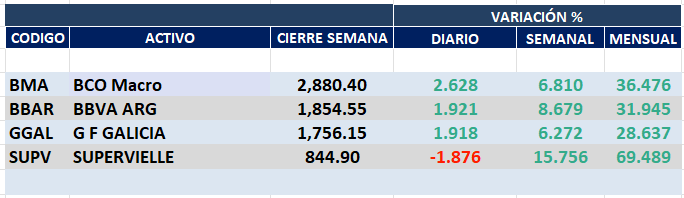 VARIACIÓN %
CODIGO ACTIVO CIERRE SEMANA DIARIO SEMANAL MENSUAL
BMA BCO Macro 2,880.40 2.628 6.810 36.476
BBAR BBVA ARG 1,854.55 1.921 8.679 31.945
GGAL G F GALICIA 1,756.15 1.918 6.272 28.637
SUPV SUPERVIELLE 844.90 -1.876 15.756 69.489